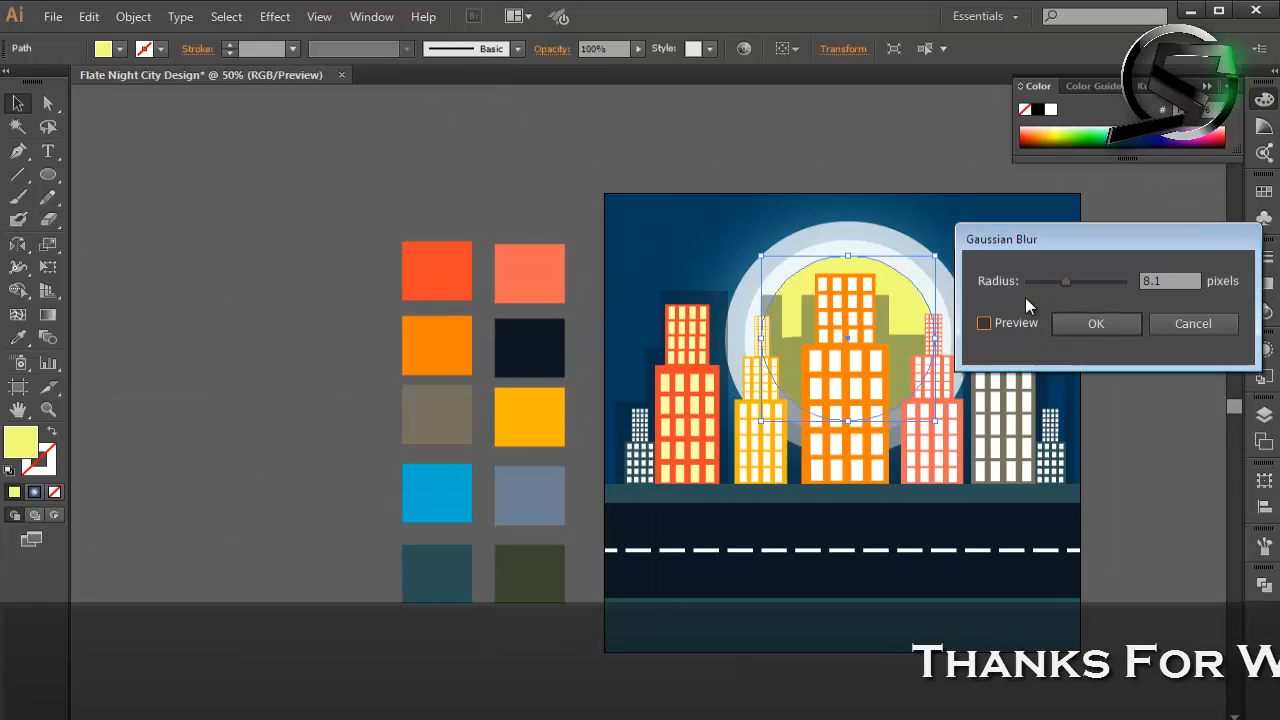 Ai File Edit Object Type Select Effect View Window Help Br Essentials
Path Stroke: Basic Opacity: 100% Style: Transform
Flate Night City Design* @ 50% (RGB/Preview)
Color Color Guide
#
Gaussian Blur
Radius: 8.1 pixels
Preview OK Cancel
THANKS FOR W